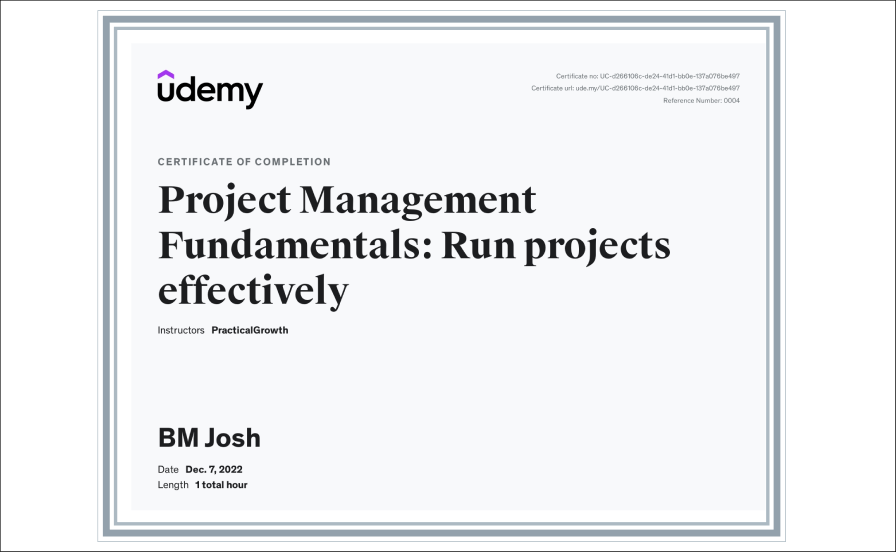 udemy
Certificate no: UC-d266106c-de24-41d1-bb0e-137a076be497
Certificate url: ude.my/UC-d266106c-de24-41d1-bb0e-137a076be497
Reference Number: 0004
CERTIFICATE OF COMPLETION
Project Management
Fundamentals: Run projects
effectively
Instructors PracticalGrowth
BM Josh
Date Dec. 7, 2022
Length 1 total hour